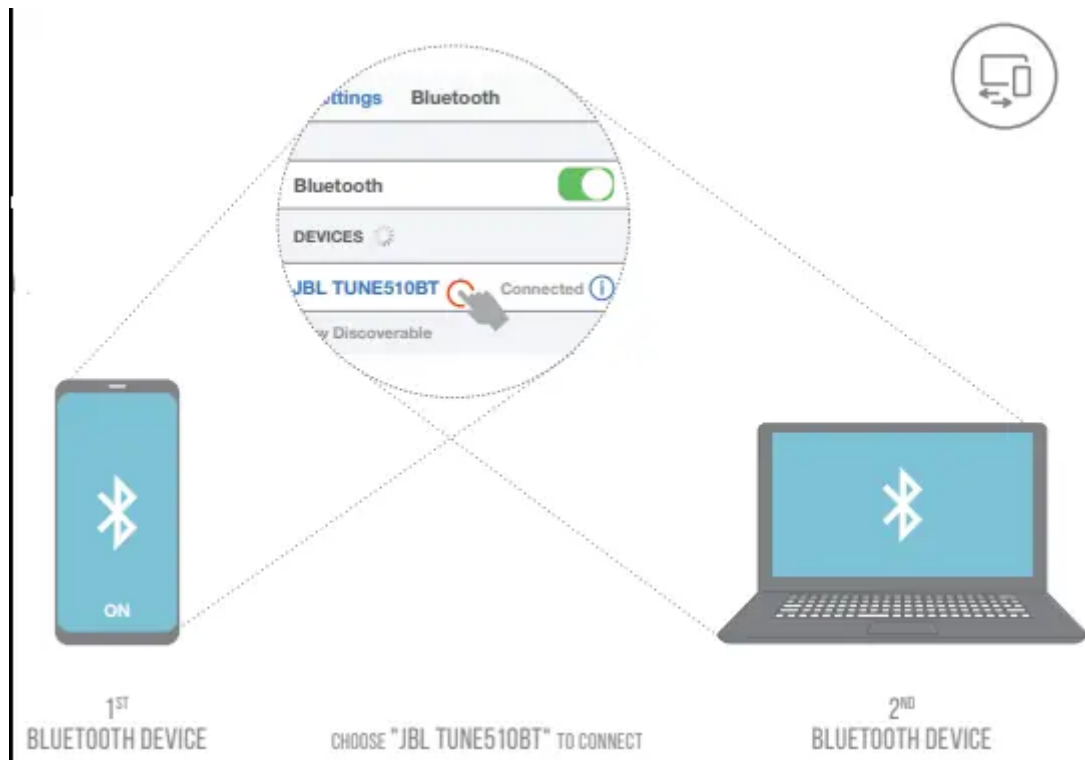 ttings Bluetooth
Bluetooth
DEVICES
JBL TUNE510BT Connected
Discoverable
ON
1ST
BLUETOOTH DEVICE
CHOOSE "JBL TUNE510BT" TO CONNECT
2ND
BLUETOOTH DEVICE